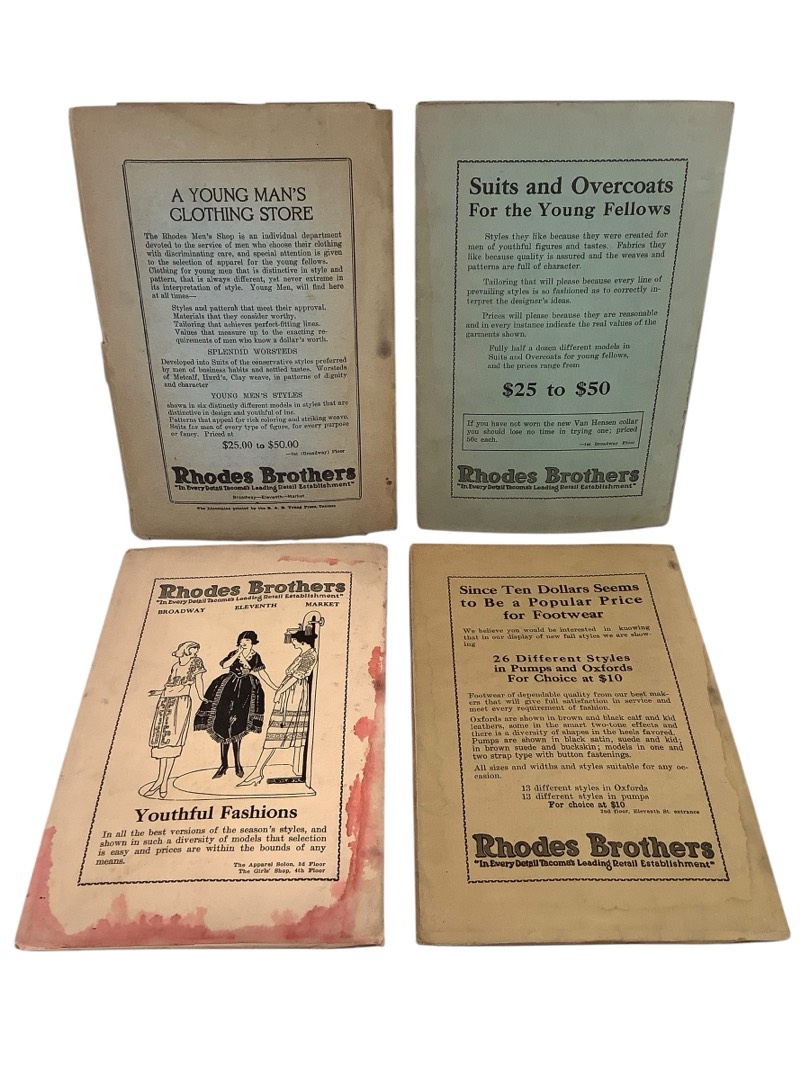 A YOUNG MAN'S
CLOTHING STORE
The Rhodes Men's Shop is an individual department
devoted to the service of men who choose their clothing
with discriminating care, and special attention is given
to the selection of apparel for the young fellows.
Clothing for young men that is distinctive in style and
pattern, that is always different, yet never extreme in
its interpretation of style. Young Men, will find here
at all times—
Styles and patterns that meet their approval.
Materials that they consider worthy.
Tailoring that achieves perfect-fitting lines.
Values that measure up to the exacting re-
quirements of men who know a dollar's worth.
SPLENDID WORSTEDS
Developed into Suits of the conservative styles preferred
by men of business habits and settled tastes. Worsteds
of Metcalf, Hurd's, Clay weave, in patterns of dignity
and character
YOUNG MEN'S STYLES
shown in six distinctly different models in styles that are
distinctive in design and youthful of line.
Patterns that appeal for rich coloring and striking weave.
Suits for men of every type of figure, for every purpose
or fancy. Priced at
$25.00 to $50.00
—1st (Broadway) Floor
Rhodes Brothers
"In Every Detail Tacoma's Leading Retail Establishment"
Broadway—Eleventh—Market
Suits and Overcoats
For the Young Fellows
Styles they like because they were created for
men of youthful figures and tastes. Fabrics they
like because quality is assured and the weaves and
patterns are full of character.
Tailoring that will please because every line of
prevailing styles is so fashioned as to correctly in-
terpret the designer's ideas.
Prices will please because they are reasonable
and in every instance indicate the real values of the
garments shown.
Fully half a dozen different models in
Suits and Overcoats for young fellows,
and the prices range from
$25 to $50
If you have not worn the new Van Hensen collar
you should lose no time in trying one; priced
50c each.
—1st Broadway Floor
Rhodes Brothers
"In Every Detail Tacoma's Leading Retail Establishment"
Rhodes Brothers
"In Every Detail Tacoma's Leading Retail Establishment"
BROADWAY ELEVENTH MARKET
Youthful Fashions
In all the best versions of the season's styles, and
shown in such a diversity of models that selection
is easy and prices are within the bounds of any
means.
The Apparel Salon, 3d Floor
The Girls' Shop, 4th Floor
Since Ten Dollars Seems
to Be a Popular Price
for Footwear
We believe you would be interested in knowing
that in our display of new fall styles we are show-
ing
26 Different Styles
in Pumps and Oxfords
For Choice at $10
Footwear of dependable quality from our best mak-
ers that will give full satisfaction in service and
meet every requirement of fashion.
Oxfords are shown in brown and black calf and kid
leathers, some in the smart two-tone effects and
there is a diversity of shapes in the heels favored.
Pumps are shown in black satin, suede and kid;
in brown suede and buckskin; models in one and
two strap type with button fastenings.
All sizes and widths and styles suitable for any oc-
casion.
13 different styles in Oxfords
13 different styles in pumps
For choice at $10
2nd floor, Eleventh St. entrance
Rhodes Brothers
"In Every Detail Tacoma's Leading Retail Establishment"